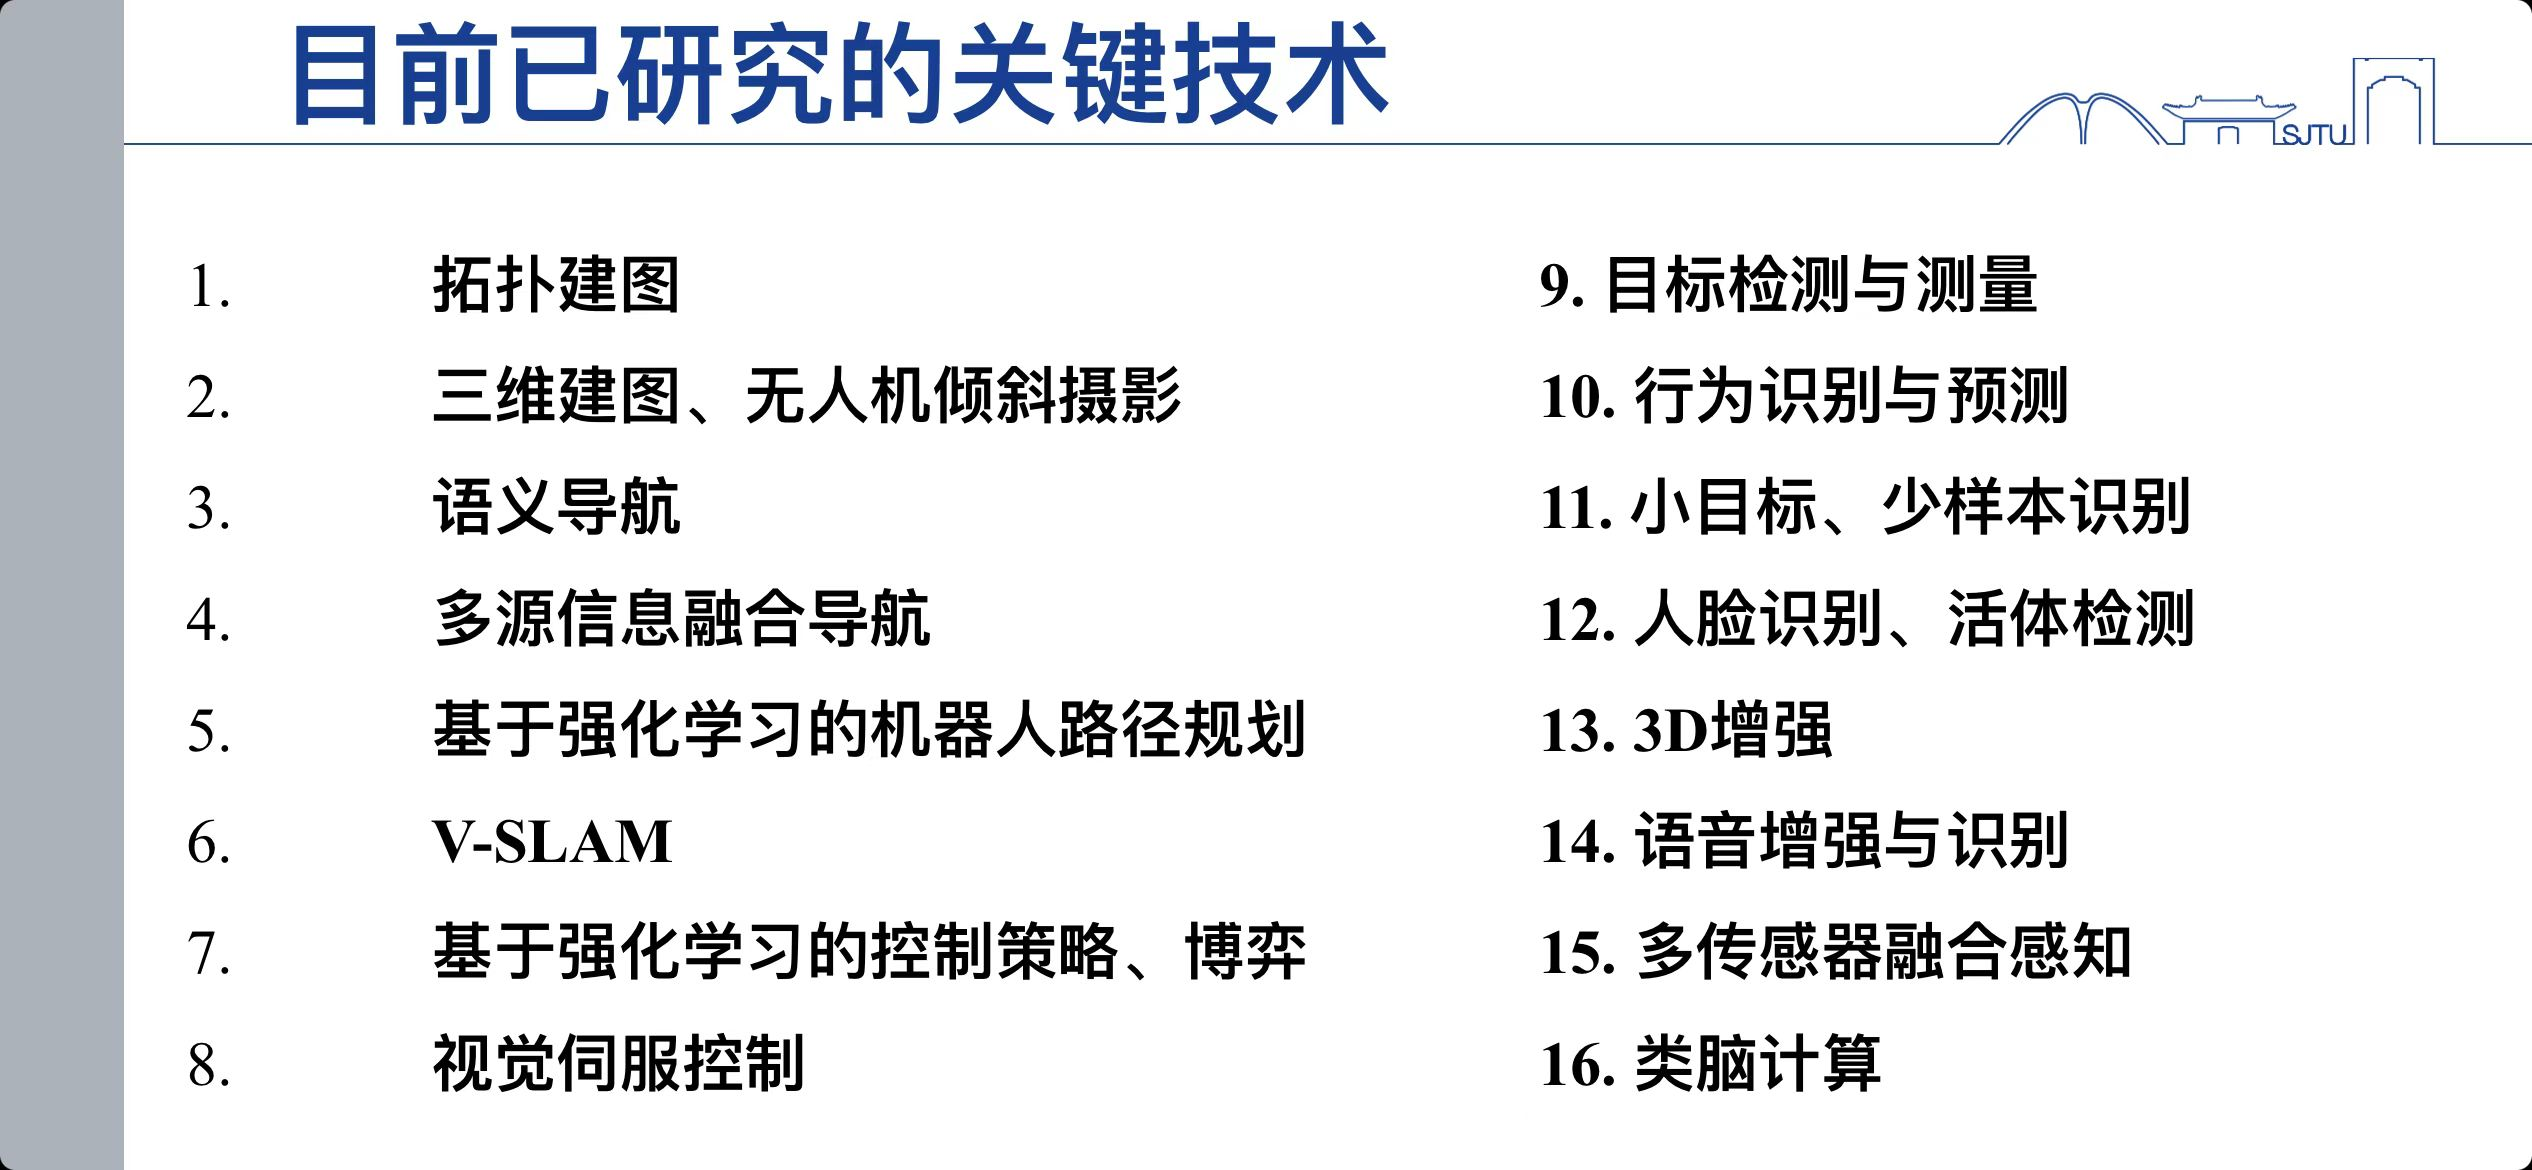 目前已研究的关键技术
SJTU
1. 拓扑建图
2. 三维建图、无人机倾斜摄影
3. 语义导航
4. 多源信息融合导航
5. 基于强化学习的机器人路径规划
6. V-SLAM
7. 基于强化学习的控制策略、博弈
8. 视觉伺服控制
9. 目标检测与测量
10. 行为识别与预测
11. 小目标、少样本识别
12. 人脸识别、活体检测
13. 3D增强
14. 语音增强与识别
15. 多传感器融合感知
16. 类脑计算